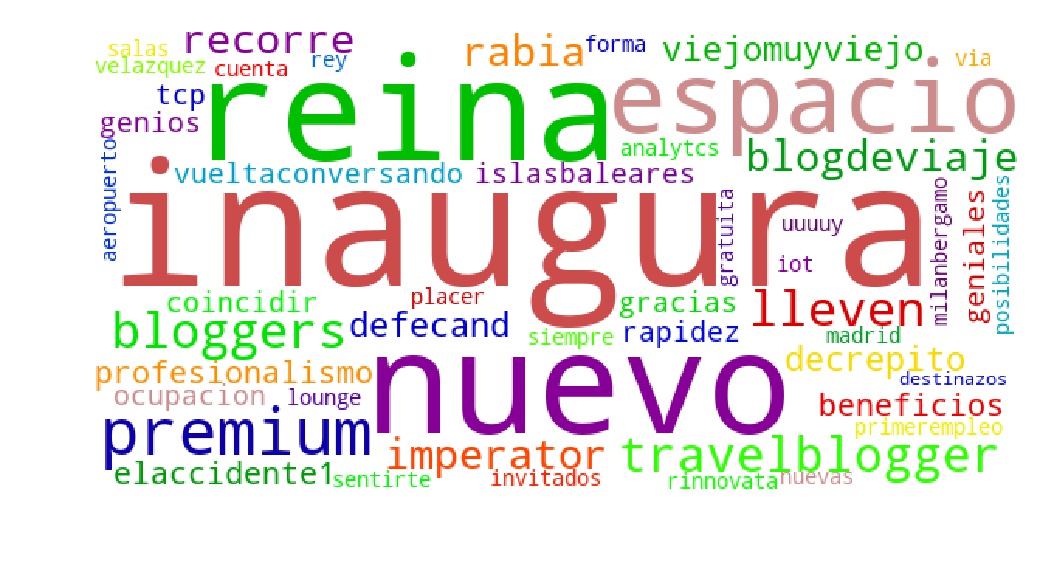 salas recorre rabia forma viejomuyviejo via
velazquez cuenta rey
tcp reina espacio
genios analytcs blogdeviaje
aeropuerto vueltaconversando islasbaleares
inaugura gratuita uuuuy iot milanbergamo geniales posibilidades
coincidir placer gracias lleven
bloggers defecand siempre rapidez madrid
profesionalismo nuevo decrepito
ocupacion lounge destinazos
premium beneficios
imperator travelblogger primerempleo
elaccidente1 sentirte invitados rinnovata nuevas